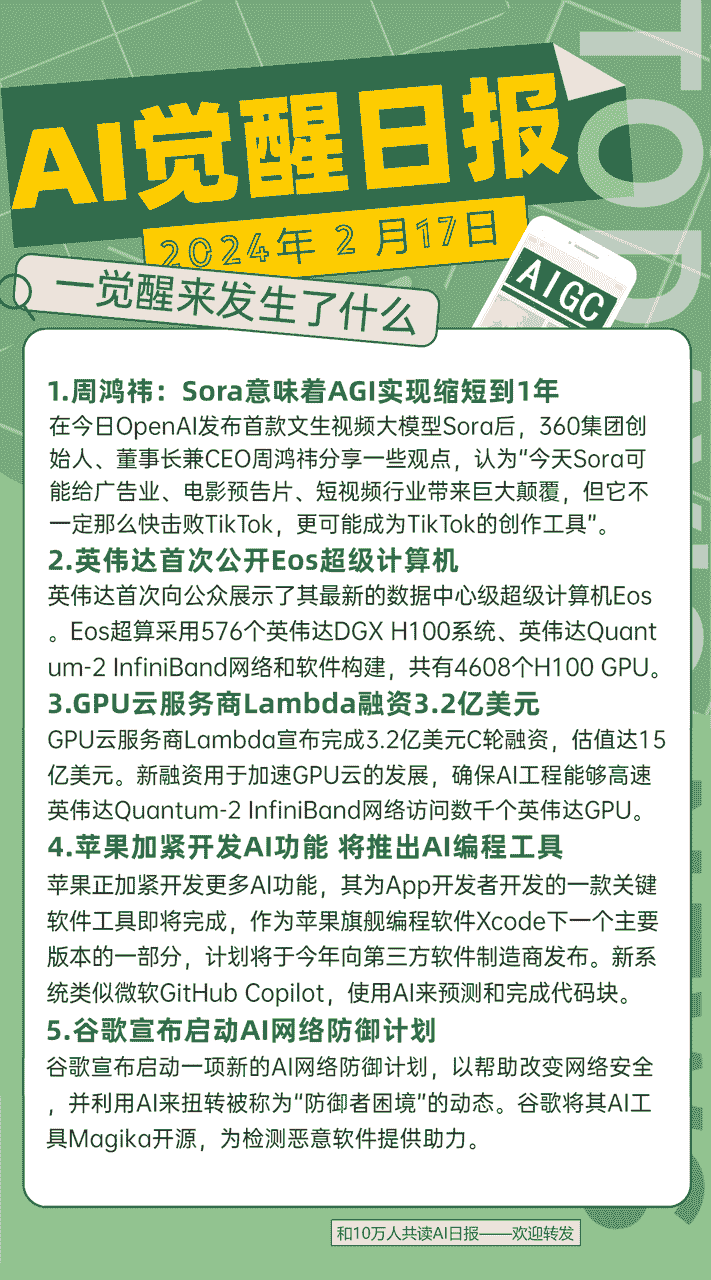 AI觉醒日报
2024年 2 月17日
一觉醒来发生了什么
AIGC
1.周鸿祎：Sora意味着AGI实现缩短到1年
在今日OpenAI发布首款文生视频大模型Sora后，360集团创
始人、董事长兼CEO周鸿祎分享一些观点，认为“今天Sora可
能给广告业、电影预告片、短视频行业带来巨大颠覆，但它不
一定那么快击败TikTok，更可能成为TikTok的创作工具”。
2.英伟达首次公开Eos超级计算机
英伟达首次向公众展示了其最新的数据中心级超级计算机Eos
。Eos超算采用576个英伟达DGX H100系统、英伟达Quant
um-2 InfiniBand网络和软件构建，共有4608个H100 GPU。
3.GPU云服务商Lambda融资3.2亿美元
GPU云服务商Lambda宣布完成3.2亿美元C轮融资，估值达15
亿美元。新融资用于加速GPU云的发展，确保AI工程能够高速
英伟达Quantum-2 InfiniBand网络访问数千个英伟达GPU。
4.苹果加紧开发AI功能 将推出AI编程工具
苹果正加紧开发更多AI功能，其为App开发者开发的一款关键
软件工具即将完成，作为苹果旗舰编程软件Xcode下一个主要
版本的一部分，计划将于今年向第三方软件制造商发布。新系
统类似微软GitHub Copilot，使用AI来预测和完成代码块。
5.谷歌宣布启动AI网络防御计划
谷歌宣布启动一项新的AI网络防御计划，以帮助改变网络安全
，并利用AI来扭转被称为“防御者困境”的动态。谷歌将其AI工
具Magika开源，为检测恶意软件提供助力。
和10万人共读AI日报——欢迎转发